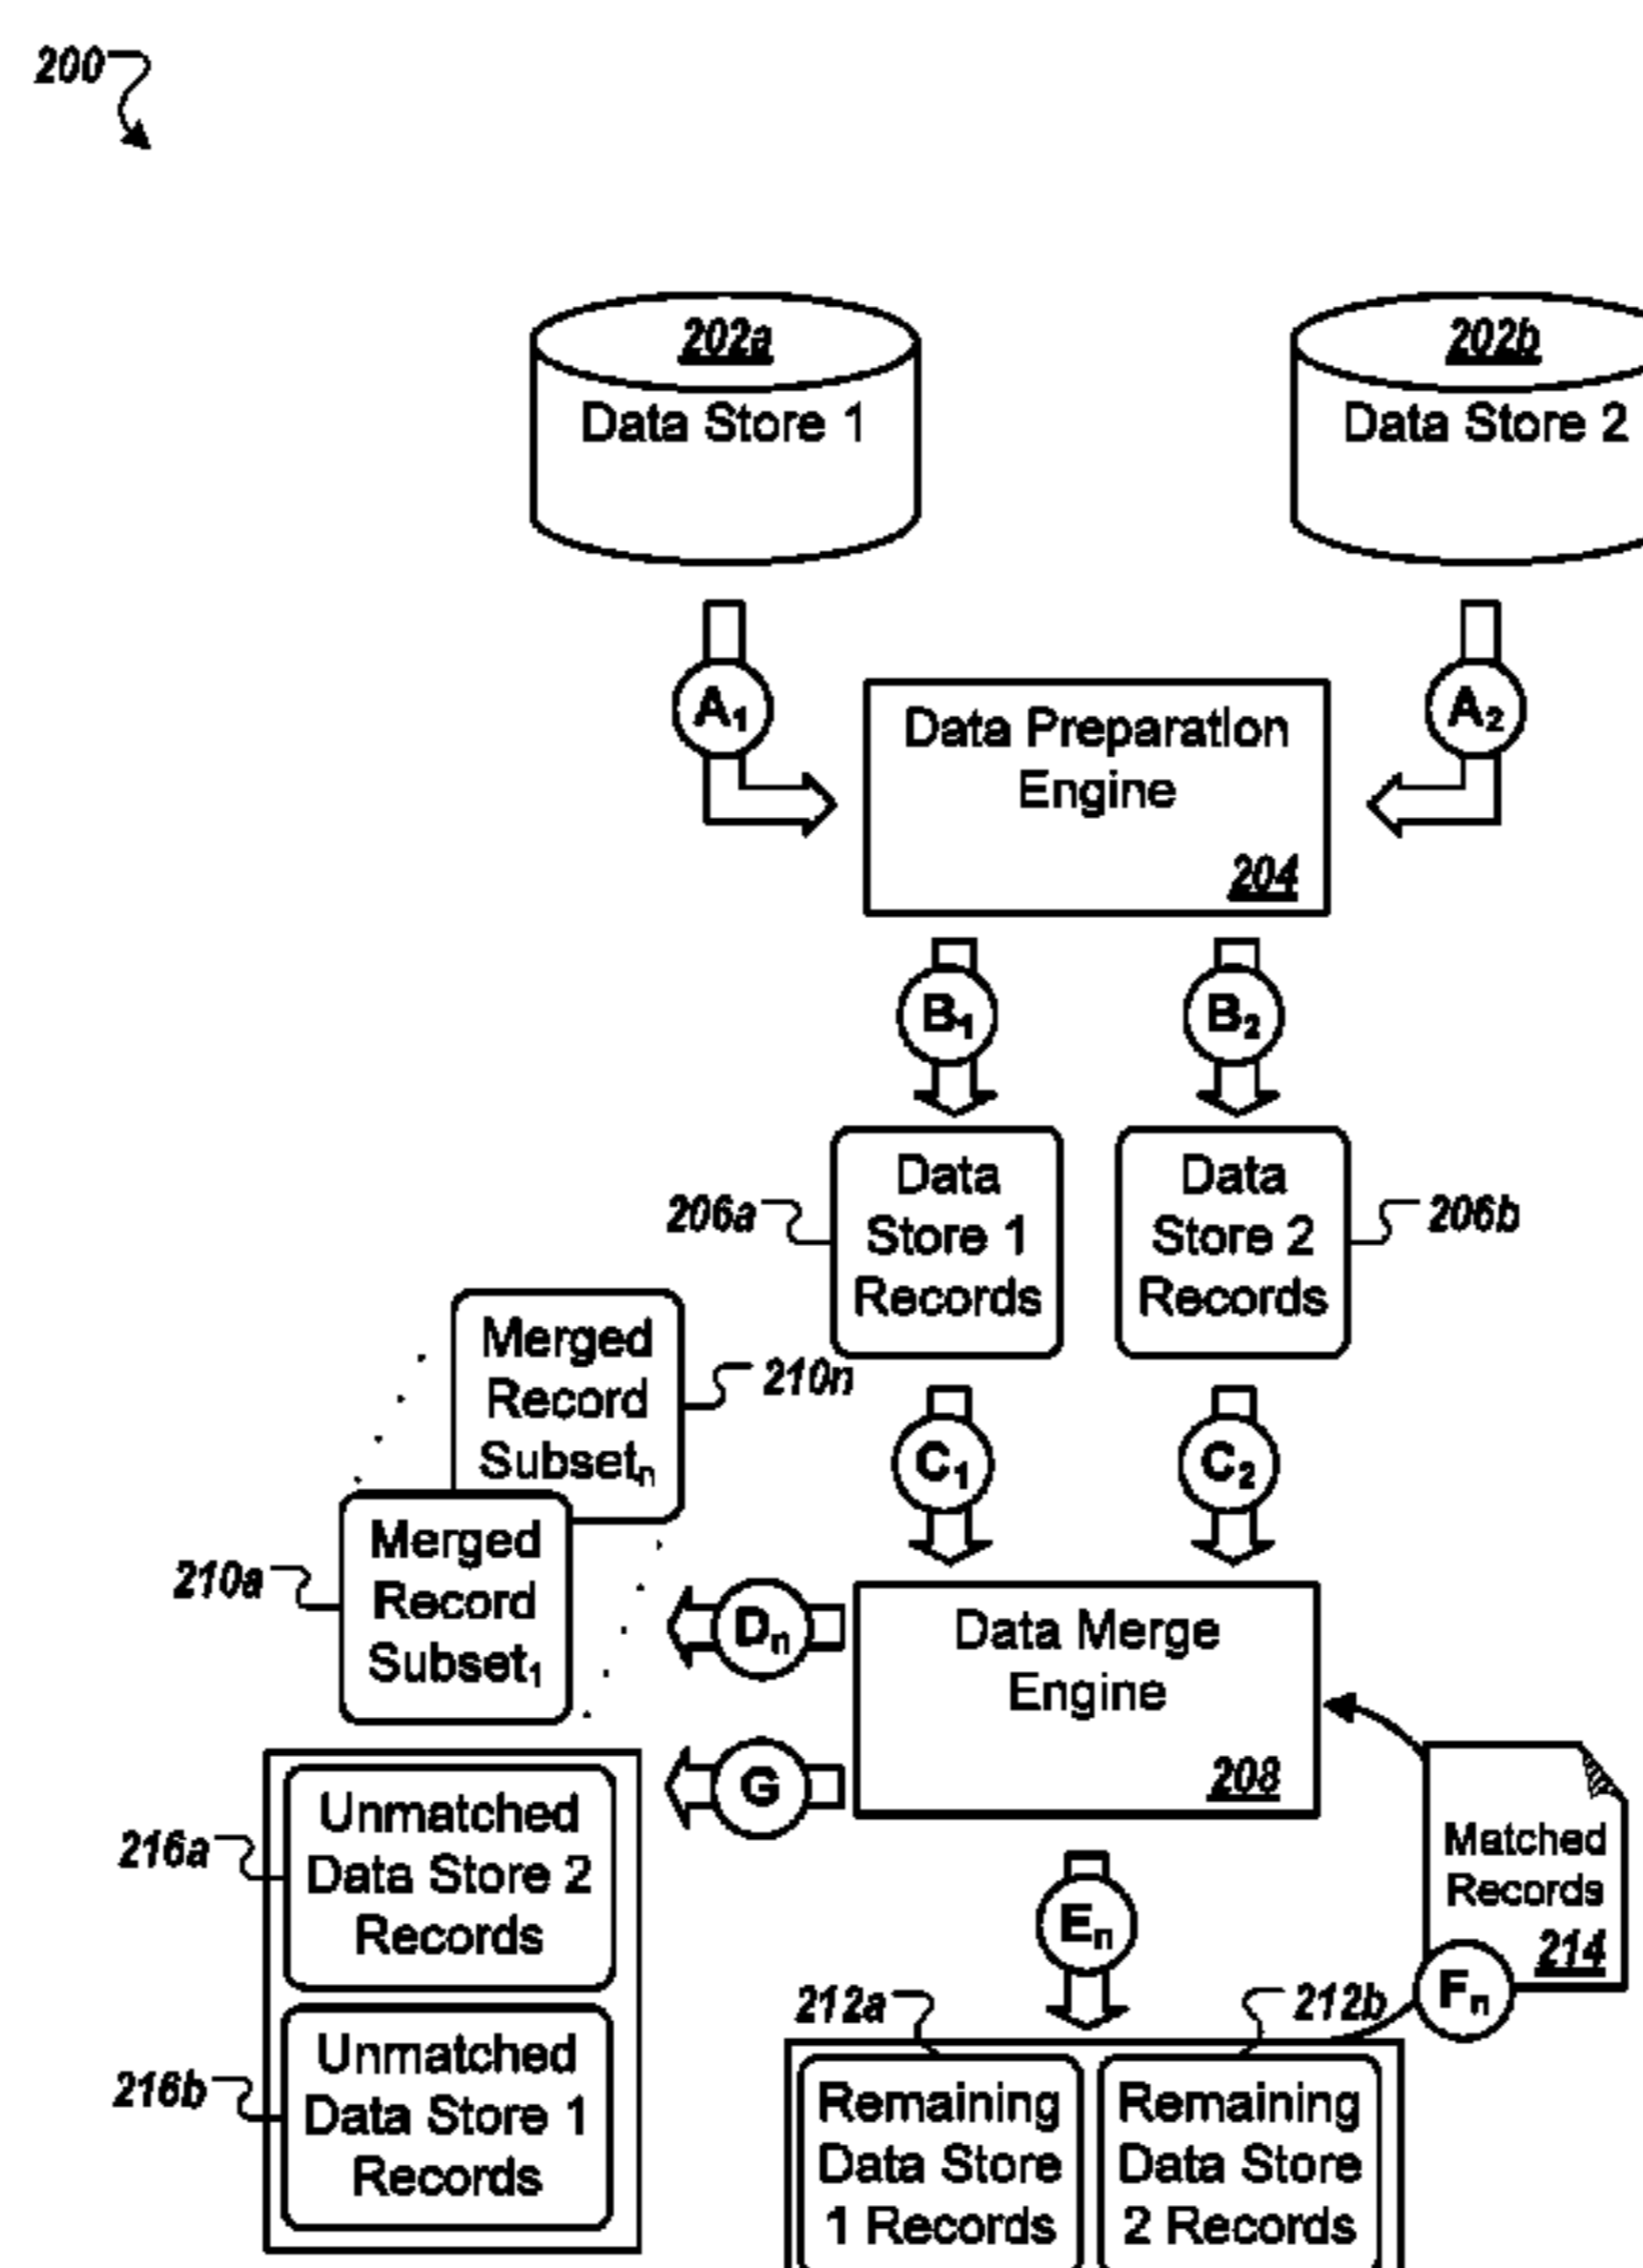 200
202a
Data Store 1
202b
Data Store 2
A1
A2
Data Preparation
Engine
204
B1
B2
206a
Data
Store 1
Records
Data
Store 2
Records
206b
Merged
Record
Subsetn
210n
C1
C2
210a
Merged
Record
Subset1
Dn
Data Merge
Engine
208
G
216a
Unmatched
Data Store 2
Records
Matched
Records
214
En
Fn
212a
212b
216b
Unmatched
Data Store 1
Records
Remaining
Data Store
1 Records
Remaining
Data Store
2 Records